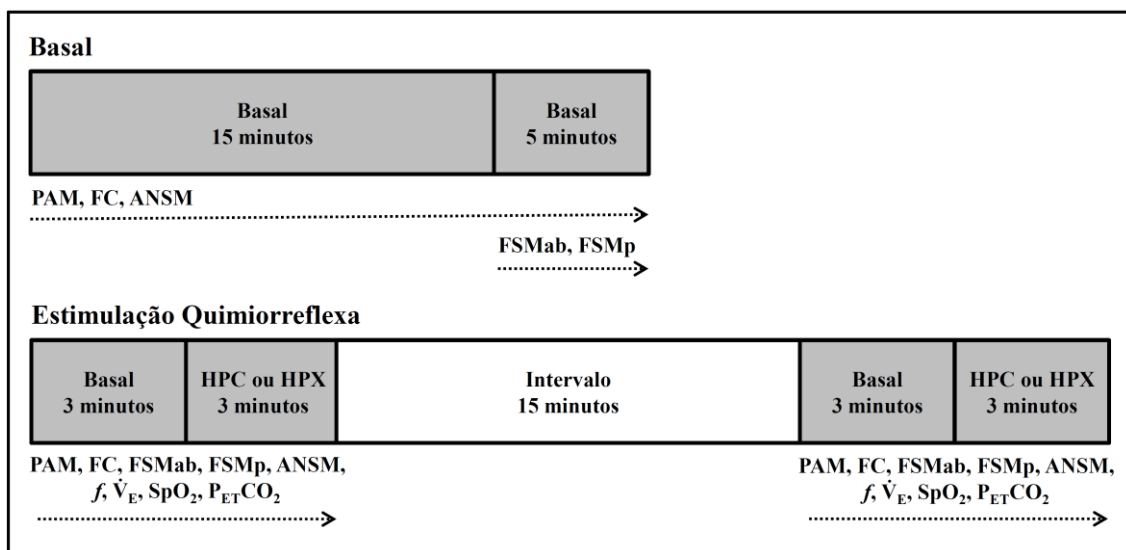 Basal
Basal
15 minutos
Basal
5 minutos
PAM, FC, ANSM
FSMab, FSMp
Estimulação Quimiorreflexa
Basal
3 minutos
HPC ou HPX
3 minutos
Intervalo
15 minutos
Basal
3 minutos
HPC ou HPX
3 minutos
PAM, FC, FSMab, FSMp, ANSM,
f, V̇E, SpO2, PETCO2
PAM, FC, FSMab, FSMp, ANSM,
f, V̇E, SpO2, PETCO2